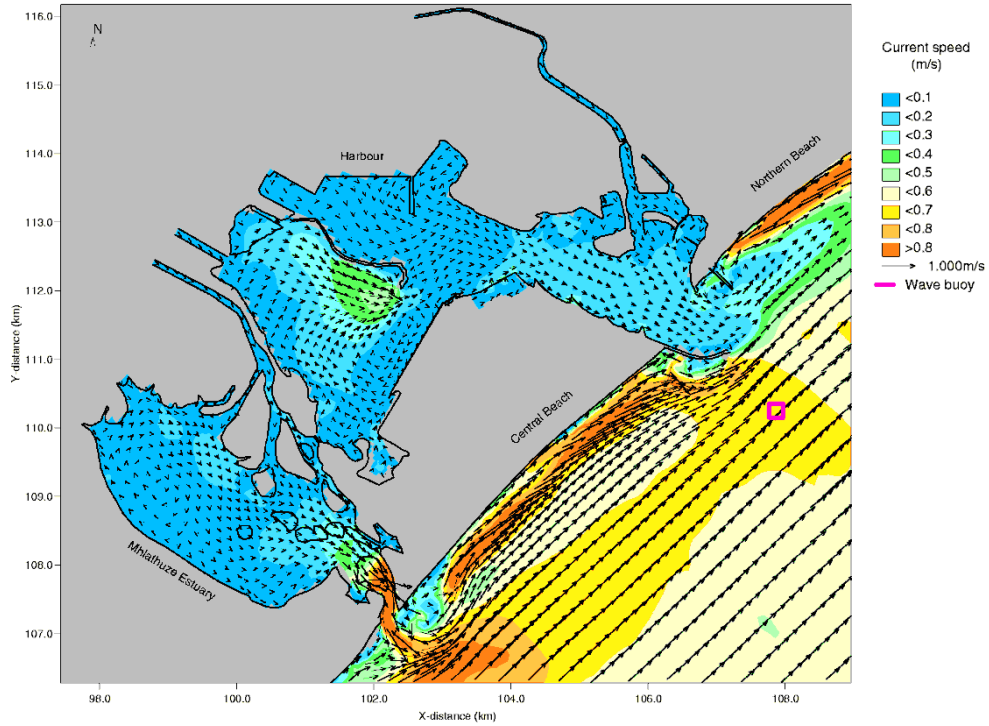 116.0
115.0
114.0
113.0
112.0
111.0
110.0
109.0
108.0
107.0
Y-distance (km)
98.0 100.0 102.0 104.0 106.0 108.0
X-distance (km)
N
Harbour
Northern Beach
Central Beach
Mhlathuze Estuary
Current speed
(m/s)
<0.1
<0.2
<0.3
<0.4
<0.5
<0.6
<0.7
<0.8
>0.8
1.000m/s
Wave buoy